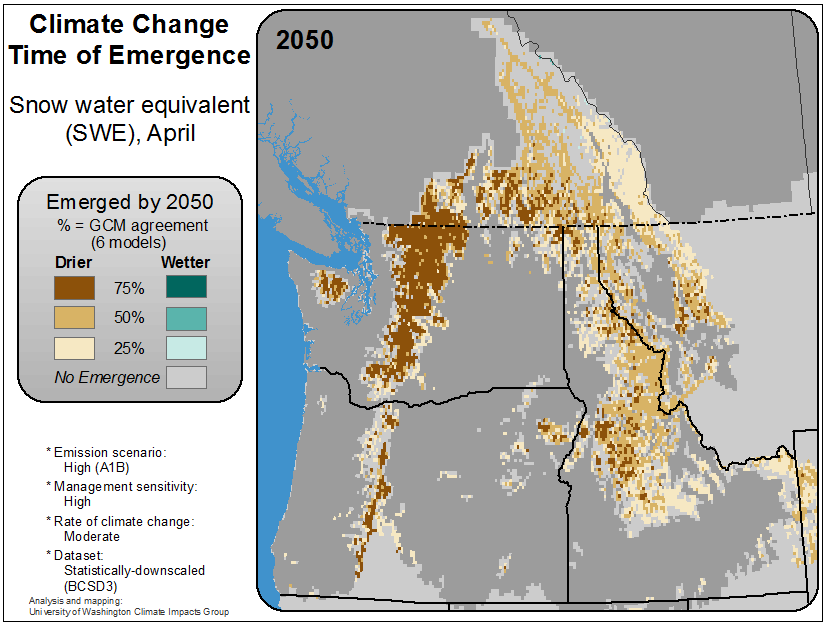 Climate Change
Time of Emergence
Snow water equivalent
(SWE), April
Emerged by 2050
% = GCM agreement
(6 models)
Drier Wetter
75%
50%
25%
No Emergence
* Emission scenario:
High (A1B)
* Management sensitivity:
High
* Rate of climate change:
Moderate
* Dataset:
Statistically-downscaled
(BCSD3)
Analysis and mapping:
University of Washington Climate Impacts Group
2050